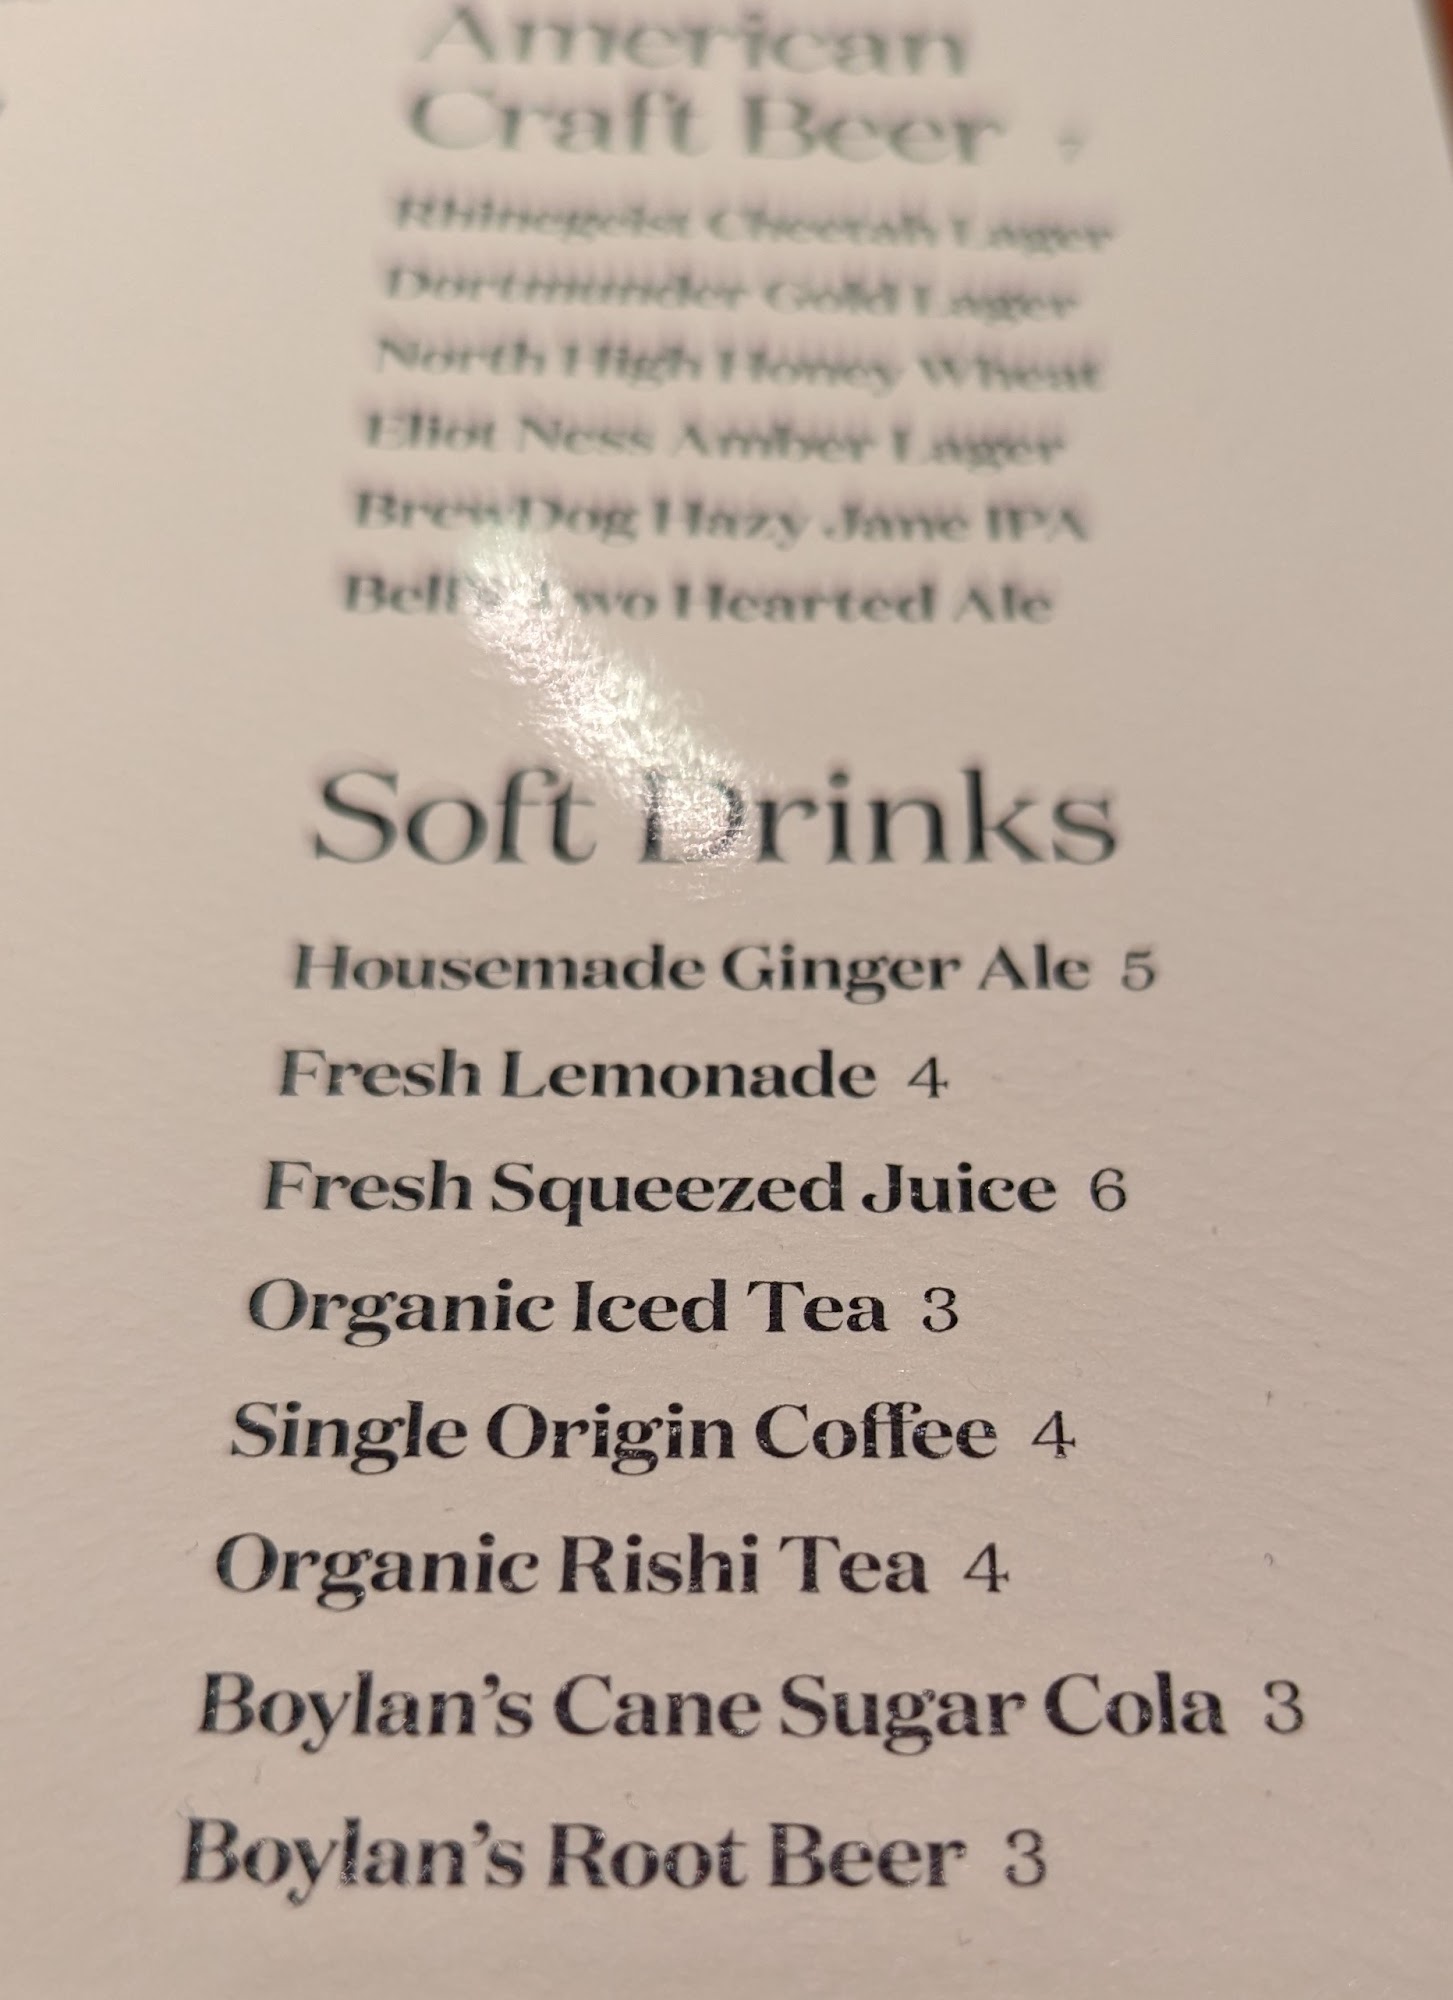 American
Craft Beer
Rhinegeist Cheetah Lager
Dortmunder Gold Lager
North High Honey Wheat
Eliot Ness Amber Lager
BrewDog Hazy Jane IPA
Bell's Two Hearted Ale
Soft Drinks
Housemade Ginger Ale 5
Fresh Lemonade 4
Fresh Squeezed Juice 6
Organic Iced Tea 3
Single Origin Coffee 4
Organic Rishi Tea 4
Boylan's Cane Sugar Cola 3
Boylan's Root Beer 3